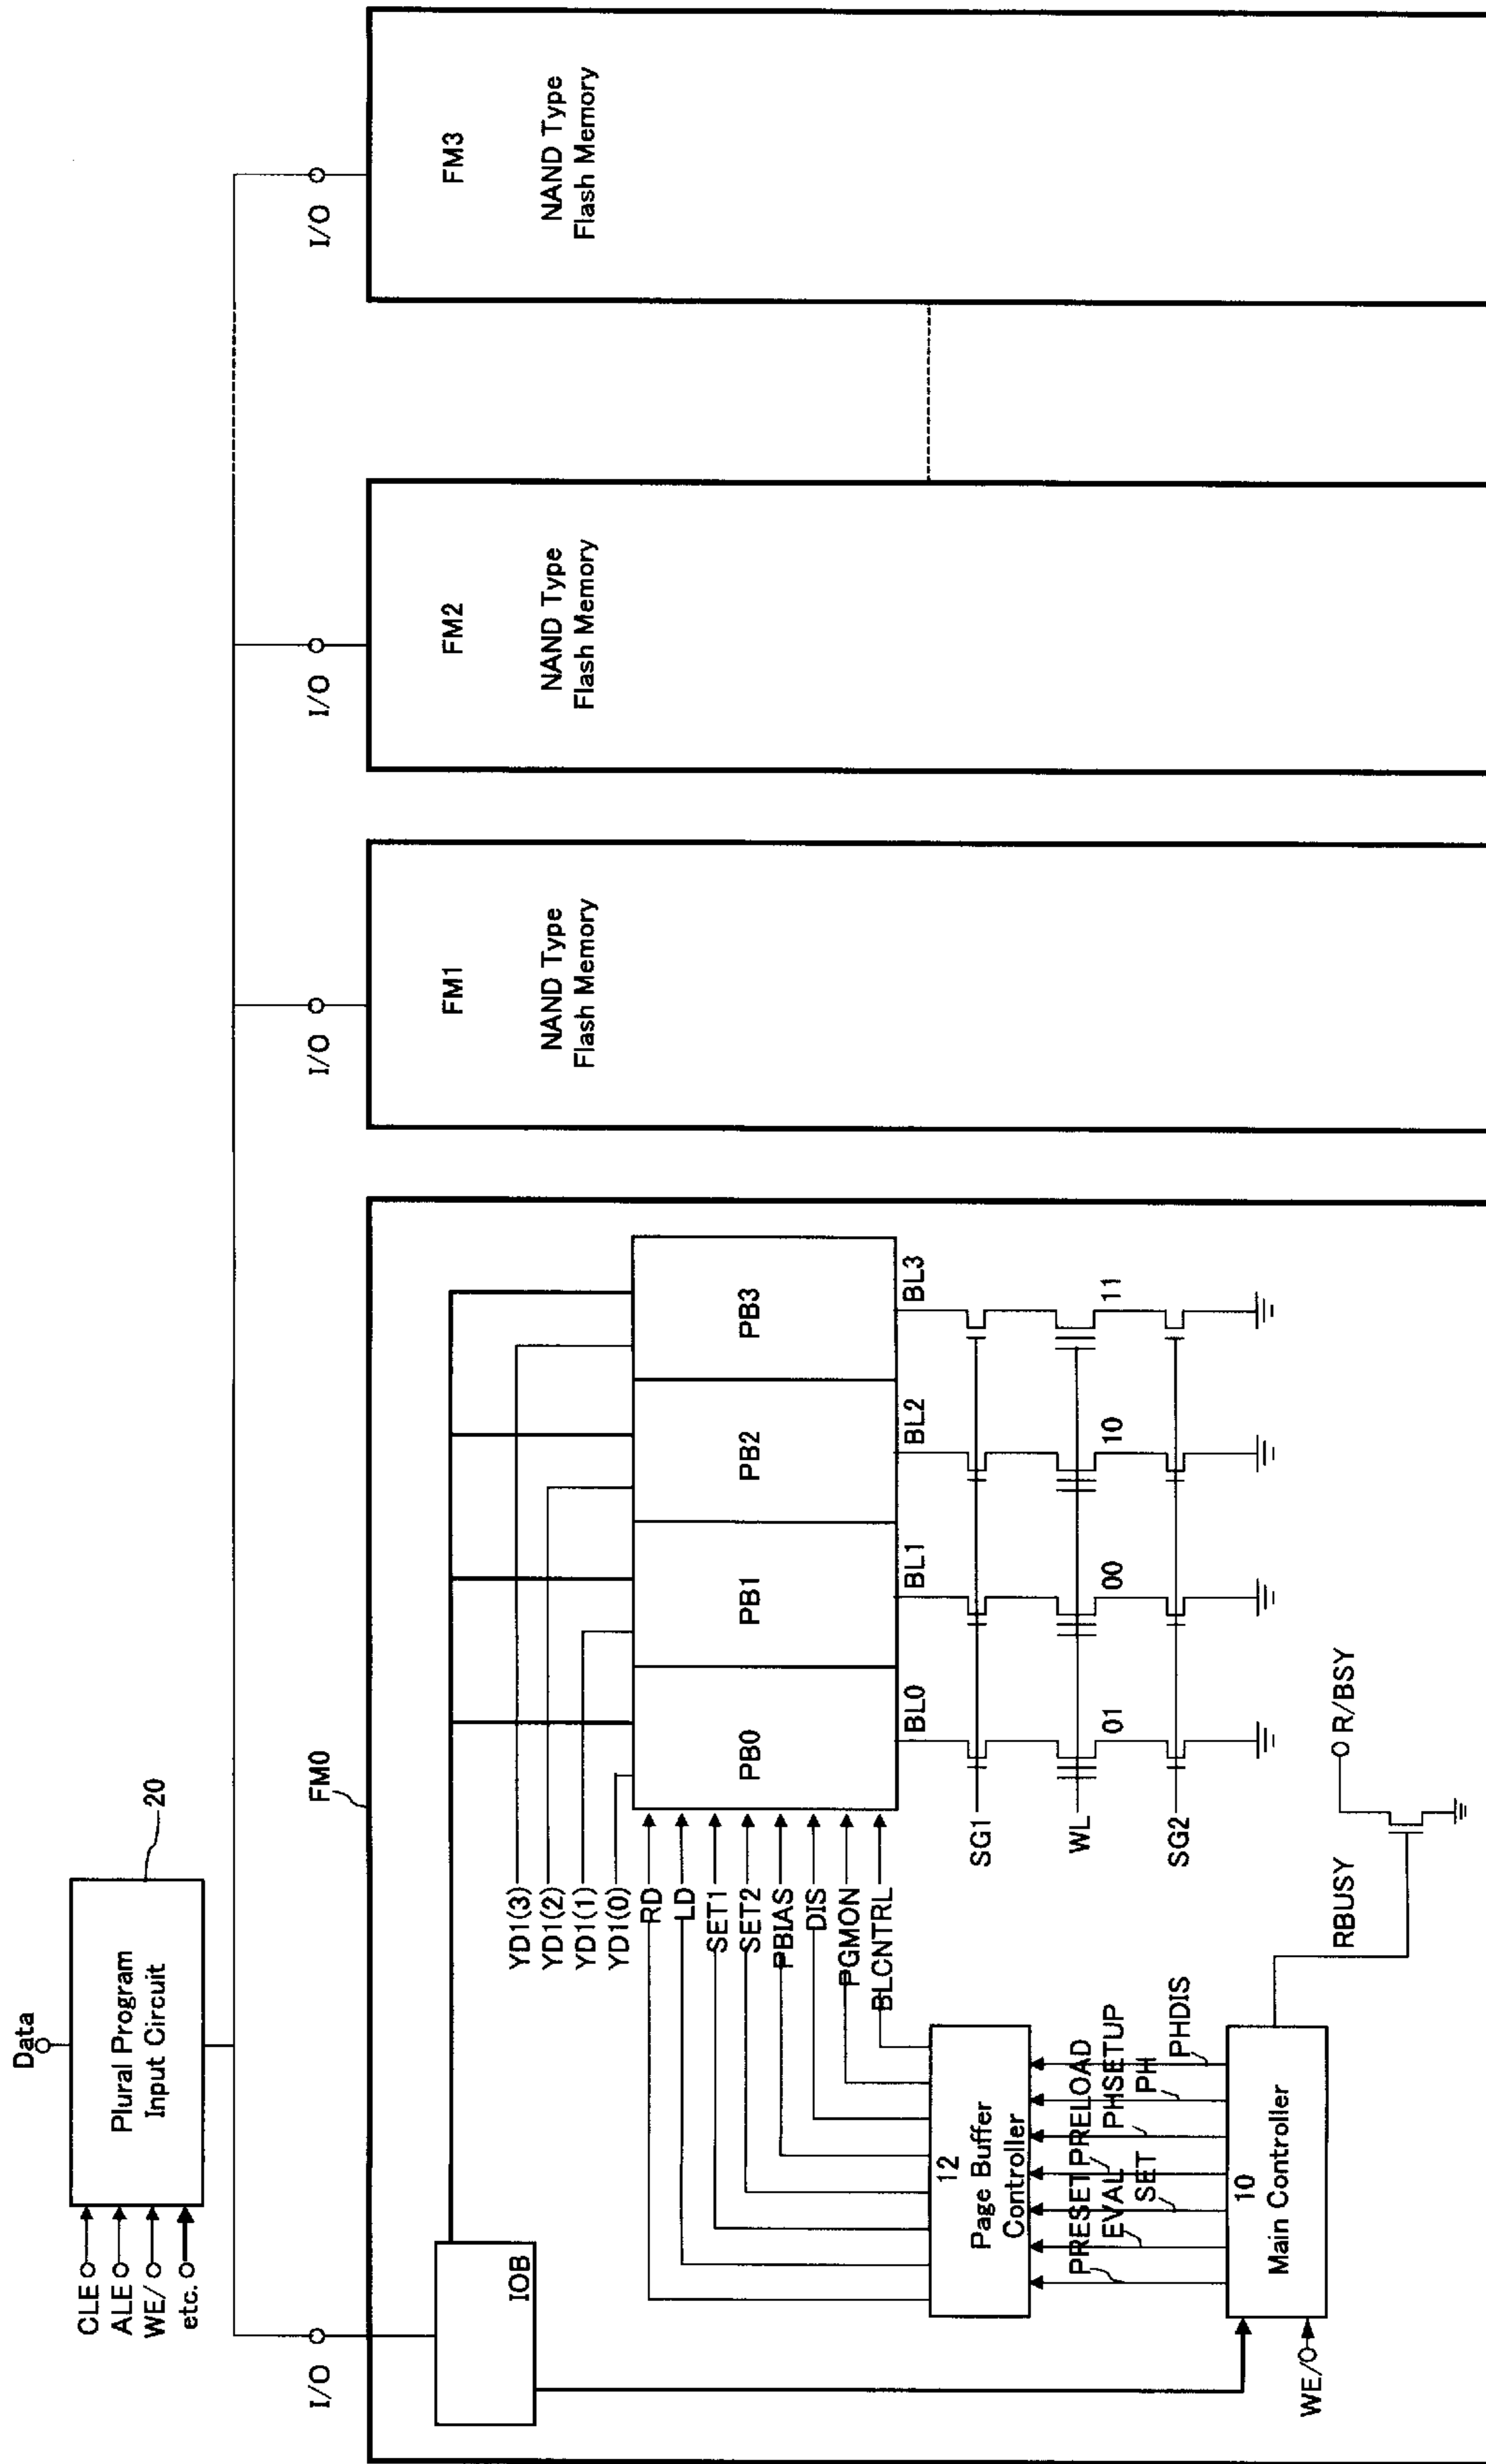 Data
CLE
ALE
WE/
etc.
Plural Program
Input Circuit
20
I/O
I/O
I/O
I/O
FM0
IOB
FM1
NAND Type
Flash Memory
FM2
NAND Type
Flash Memory
FM3
NAND Type
Flash Memory
YD1(3)
YD1(2)
YD1(1)
YD1(0)
RD
LD
SET1
SET2
PBIAS
DIS
PGMON
BLCNTRL
PB0
PB1
PB2
PB3
BL0
BL1
BL2
BL3
SG1
WL
SG2
01
00
10
11
12
Page Buffer
Controller
PRESET
EVAL
SET
PRELOAD
PHSETUP
PH
PHDIS
10
Main Controller
WE/
RBUSY
R/BSY